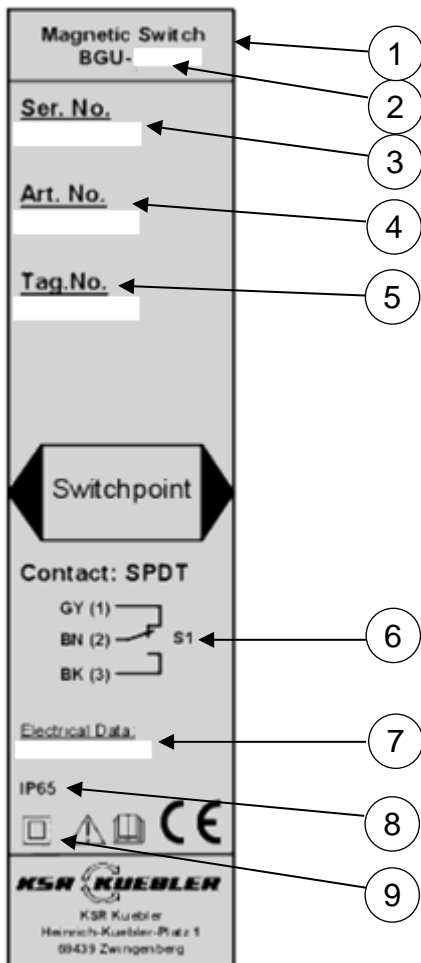 Magnetic Switch
BGU-
Ser. No.
Art. No.
Tag.No.
Switchpoint
Contact: SPDT
GY (1)
BN (2) S1
BK (3)
Electrical Data:
IP65
CE
KSR KUEBLER
KSR Kuebler
Heinrich-Kuebler-Platz 1
69439 Zwingenberg
1
2
3
4
5
6
7
8
9